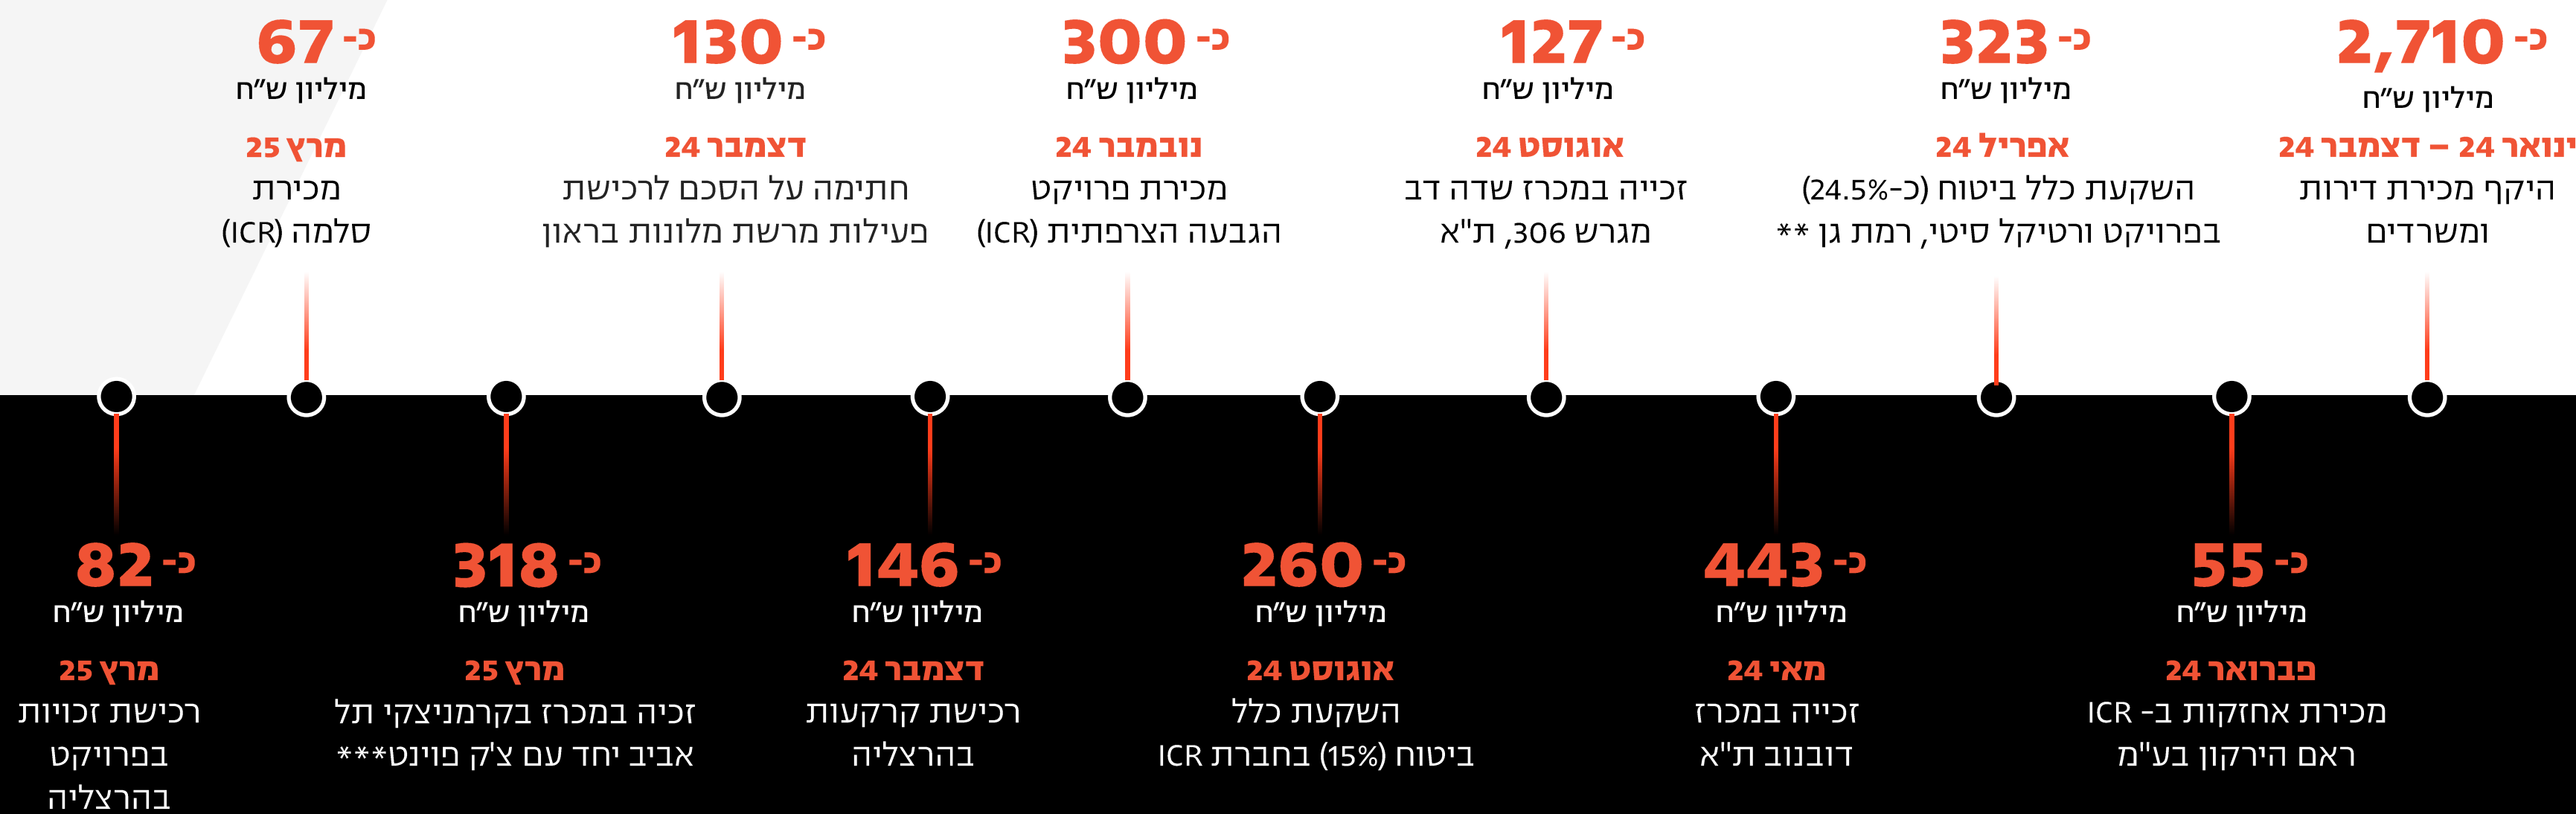 כ- 2,710
מיליון ש״ח
ינואר 24 – דצמבר 24
היקף מכירת דירות
ומשרדים
כ- 55
מיליון ש״ח
פברואר 24
מכירת אחזקות ב- ICR
ראם הירקון בע"מ
כ- 323
מיליון ש״ח
אפריל 24
השקעת כלל ביטוח (כ-24.5%)
בפרויקט ורטיקל סיטי, רמת גן **
כ- 443
מיליון ש״ח
מאי 24
זכייה במכרז
דובנוב ת"א
כ- 127
מיליון ש״ח
אוגוסט 24
זכייה במכרז שדה דב
מגרש 306, ת"א
כ- 260
מיליון ש״ח
אוגוסט 24
השקעת כלל
ביטוח (15%) בחברת ICR
כ- 300
מיליון ש״ח
נובמבר 24
מכירת פרויקט
הגבעה הצרפתית (ICR)
כ- 146
מיליון ש״ח
דצמבר 24
רכישת קרקעות
בהרצליה
כ- 130
מיליון ש״ח
דצמבר 24
חתימה על הסכם לרכישת
פעילות מרשת מלונות בראון
כ- 318
מיליון ש״ח
מרץ 25
זכיה במכרז בקרמניצקי תל
אביב יחד עם צ'ק פוינט***
כ- 67
מיליון ש״ח
מרץ 25
מכירת
סלמה (ICR)
כ- 82
מיליון ש״ח
מרץ 25
רכישת זכויות
בפרויקט
בהרצליה